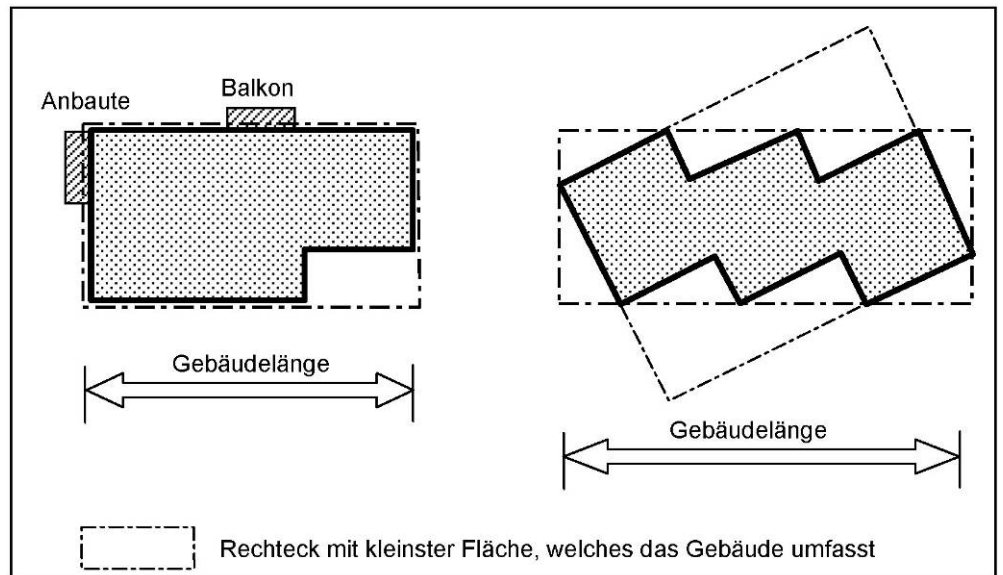 Balkon
Anbaute
Gebäudelänge
Gebäudelänge
Rechteck mit kleinster Fläche, welches das Gebäude umfasst